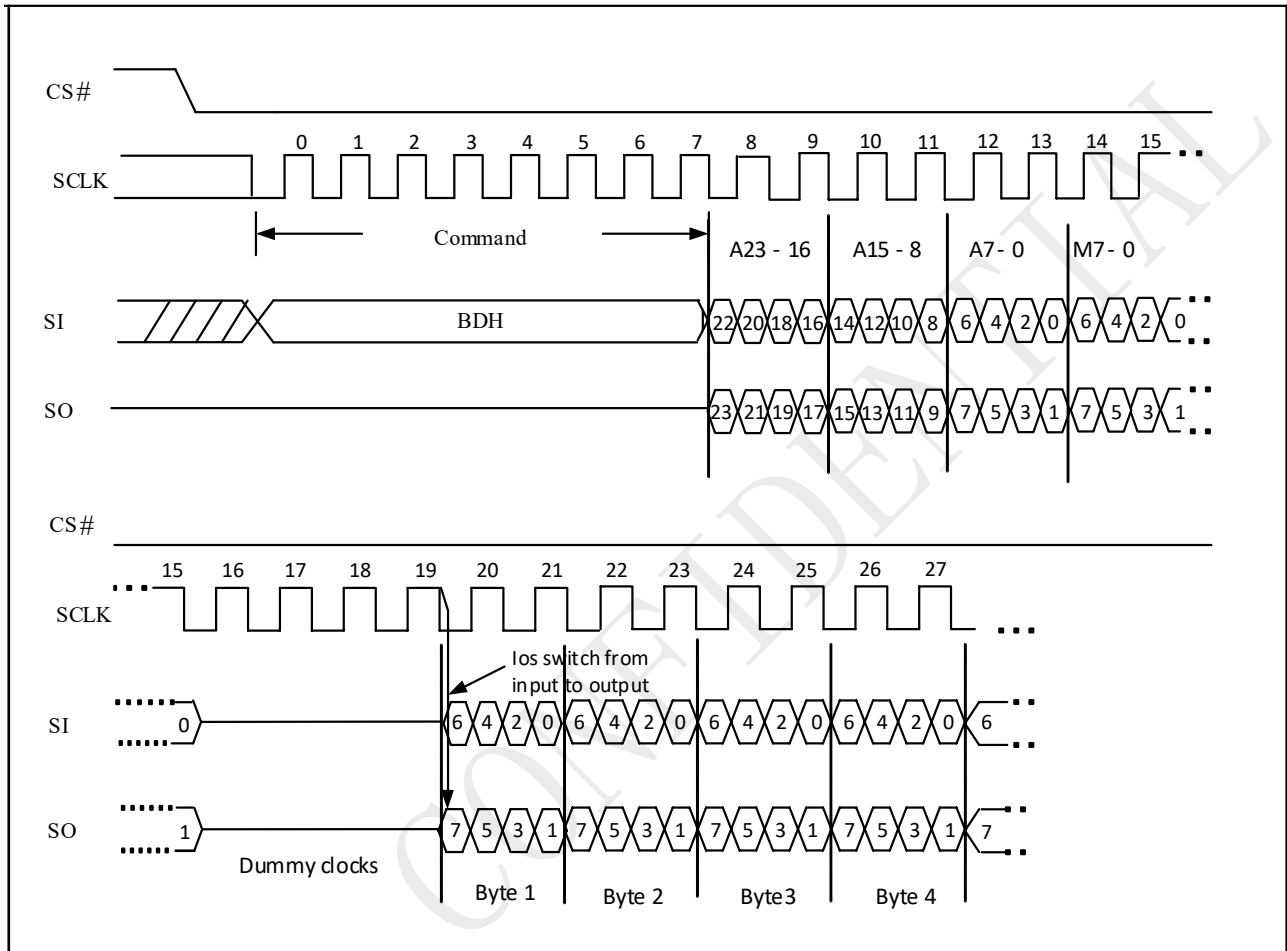 CS#
0 1 2 3 4 5 6 7 8 9 10 11 12 13 14 15
SCLK
Command
A23 - 16 A15 - 8 A7 - 0 M7 - 0
SI BDH 22 20 18 16 14 12 10 8 6 4 2 0 6 4 2 0
SO 23 21 19 17 15 13 11 9 7 5 3 1 7 5 3 1
CS#
15 16 17 18 19 20 21 22 23 24 25 26 27
SCLK
Ios switch from
input to output
SI 0 6 4 2 0 6 4 2 0 6 4 2 0 6 4 2 0 6
SO 1 7 5 3 1 7 5 3 1 7 5 3 1 7 5 3 1 7
Dummy clocks
Byte 1 Byte 2 Byte3 Byte 4
CONFIDENTIAL